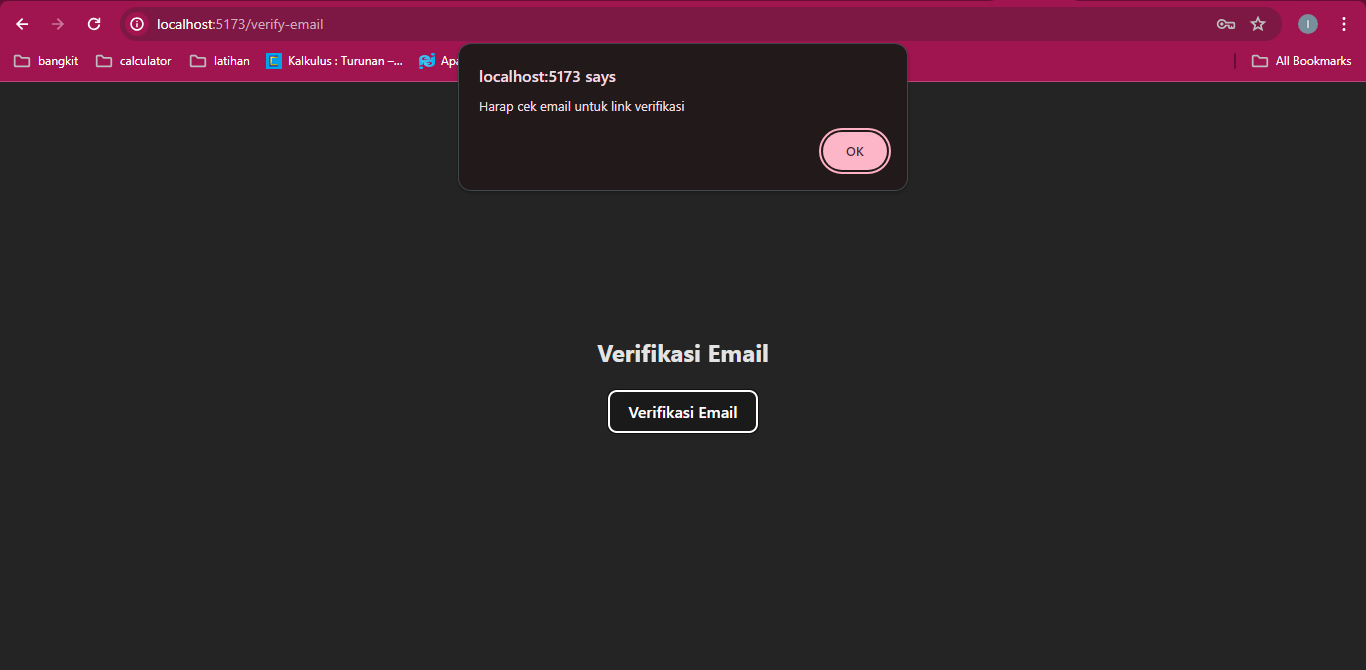 localhost:5173/verify-email
I
bangkit
calculator
latihan
Kalkulus : Turunan –...
All Bookmarks
localhost:5173 says
Harap cek email untuk link verifikasi
OK
Verifikasi Email
Verifikasi Email